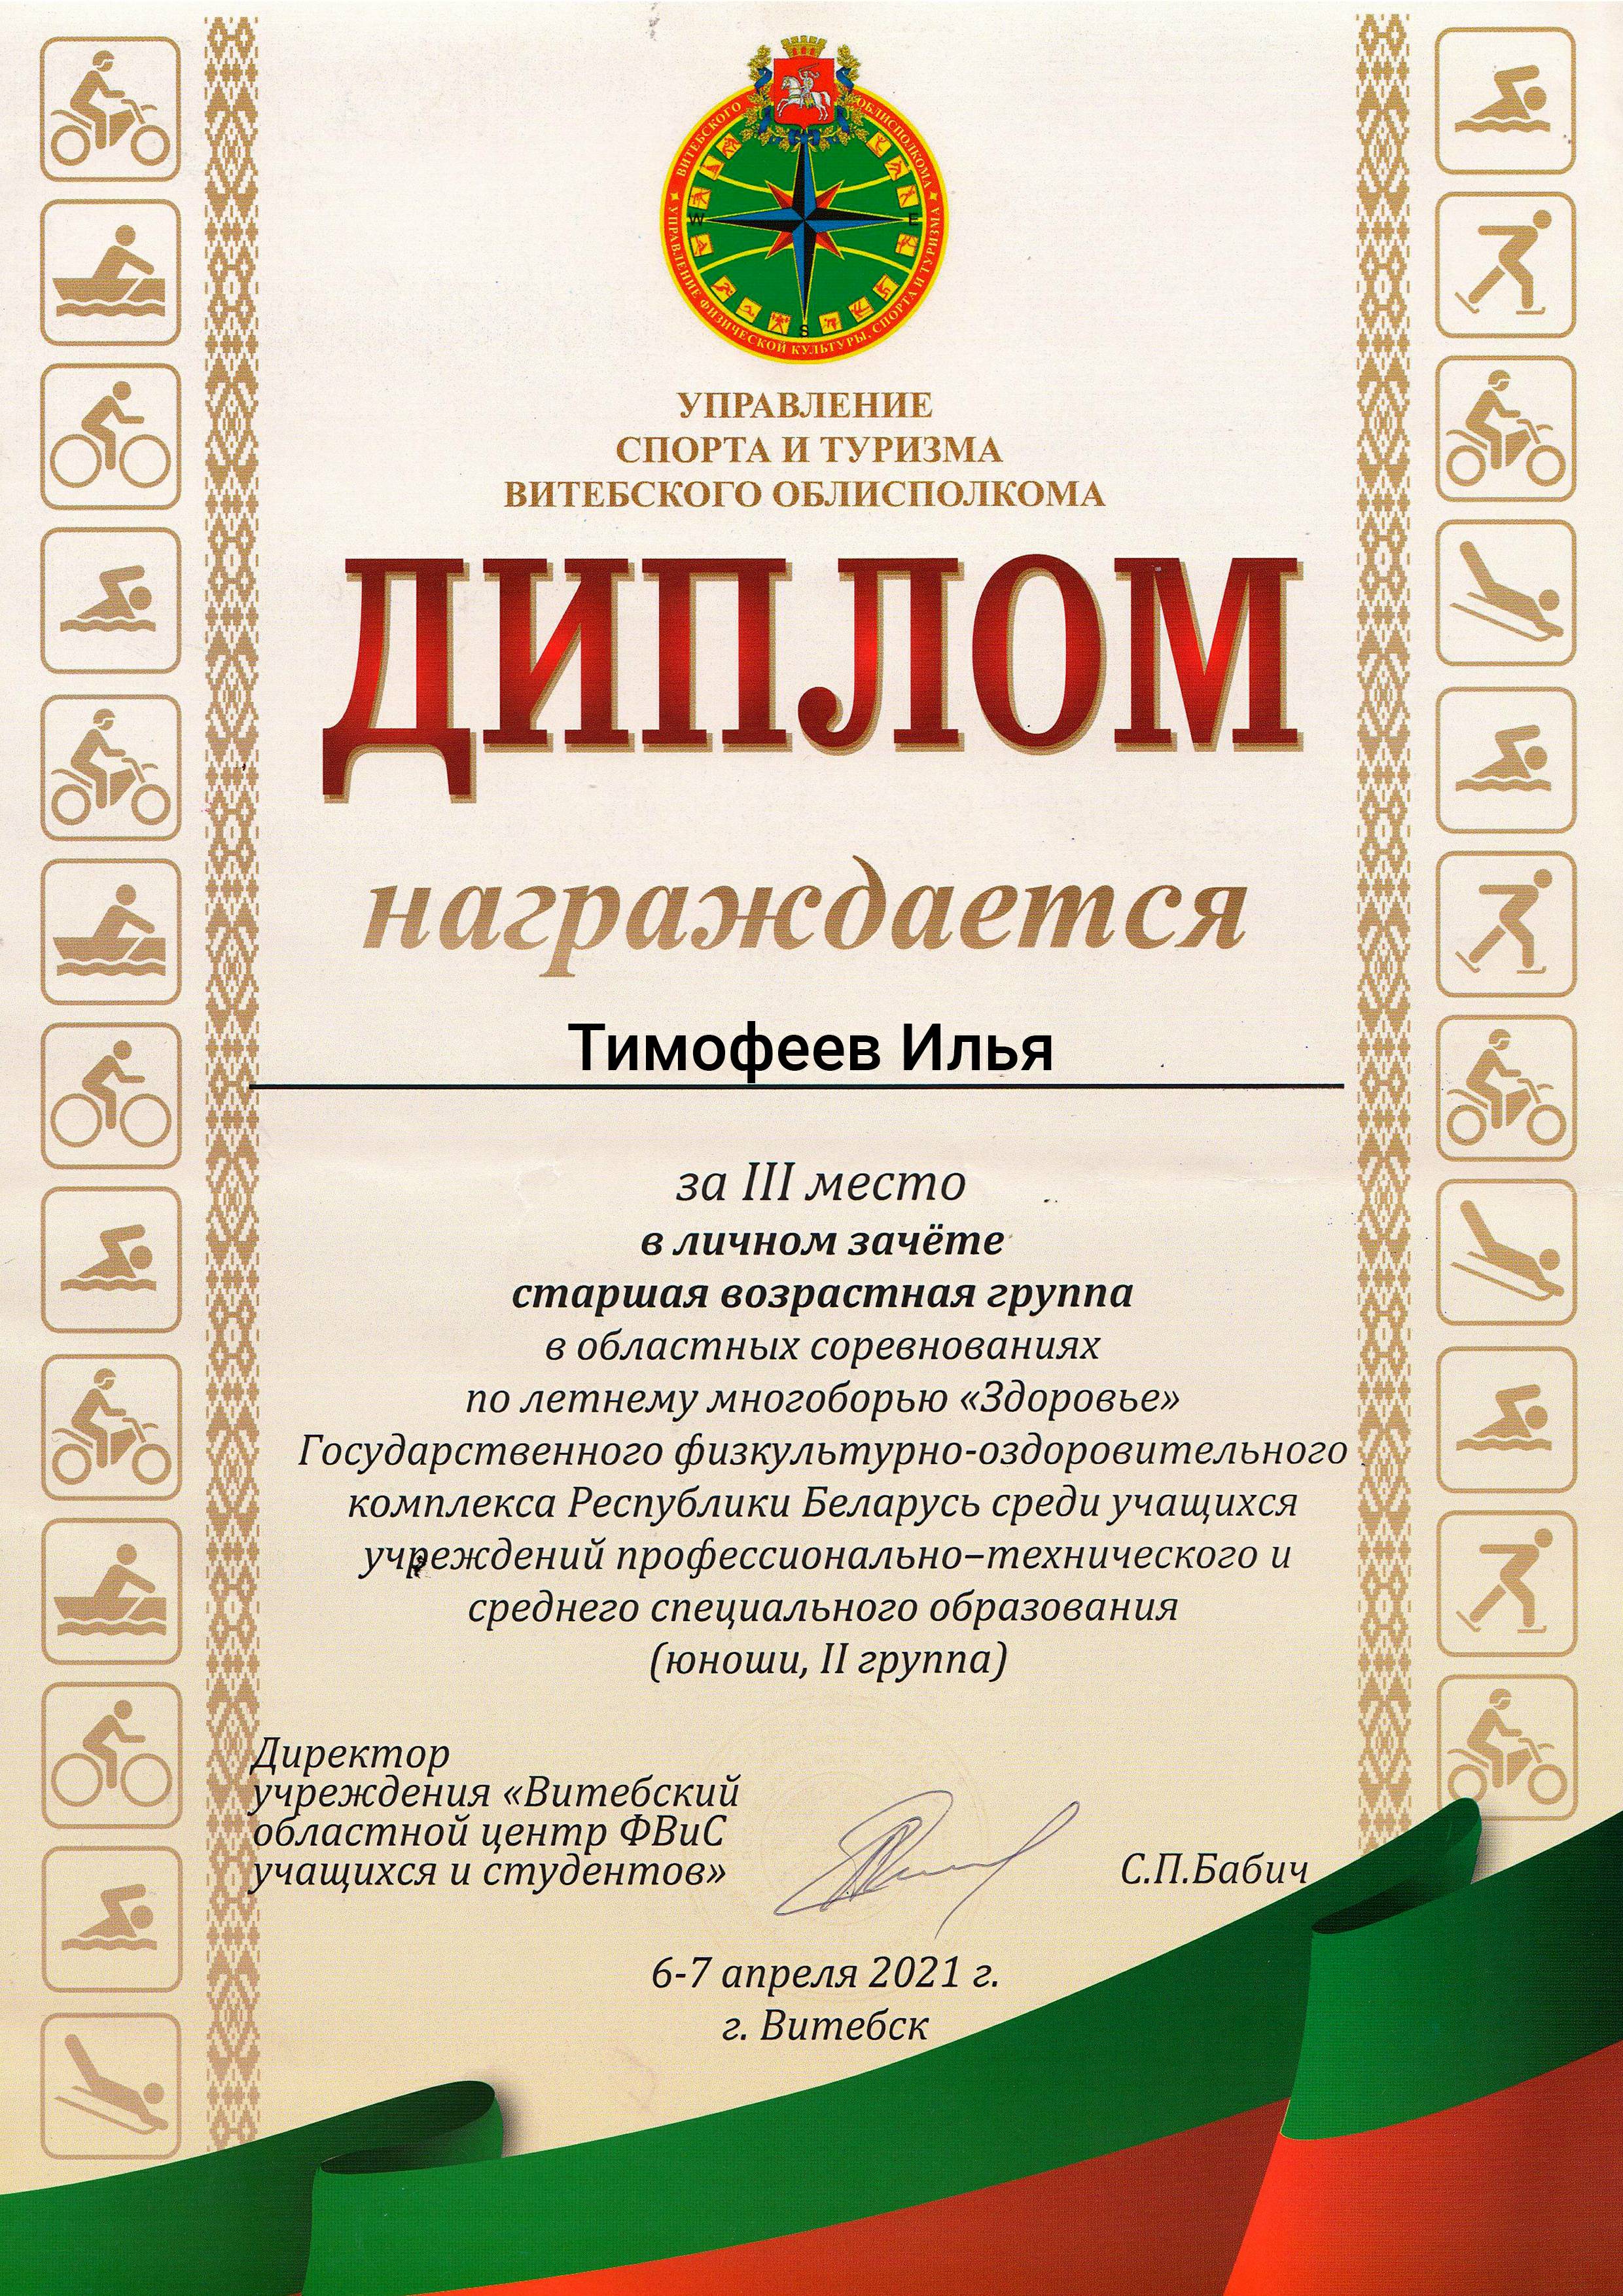 ВИТЕБСКОГО ОБЛИСПОЛКОМА
УПРАВЛЕНИЕ ФИЗИЧЕСКОЙ КУЛЬТУРЫ, СПОРТА И ТУРИЗМА
W E
S
УПРАВЛЕНИЕ
СПОРТА И ТУРИЗМА
ВИТЕБСКОГО ОБЛИСПОЛКОМА
ДИПЛОМ
награждается
Тимофеев Илья
за III место
в личном зачёте
старшая возрастная группа
в областных соревнованиях
по летнему многоборью «Здоровье»
Государственного физкультурно-оздоровительного
комплекса Республики Беларусь среди учащихся
учреждений профессионально–технического и
среднего специального образования
(юноши, II группа)
Директор
учреждения «Витебский
областной центр ФВиС
учащихся и студентов»
С.П.Бабич
6-7 апреля 2021 г.
г. Витебск